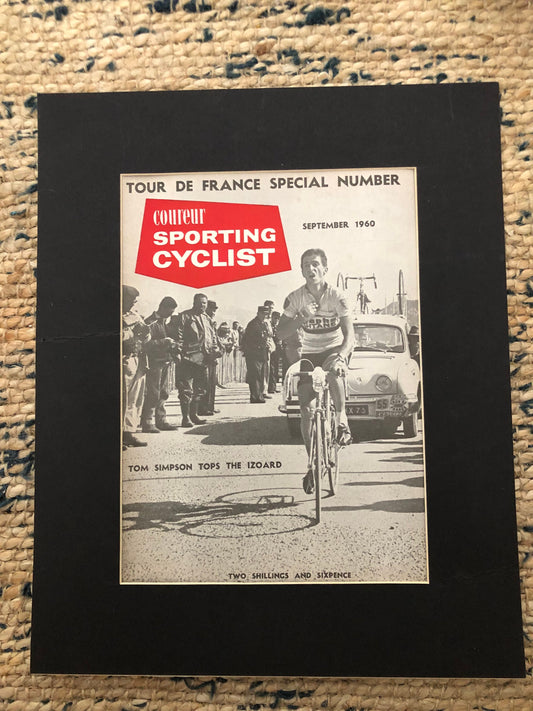 TOUR DE FRANCE SPECIAL NUMBER
coureur
SPORTING
CYCLIST
SEPTEMBER 1960
TOM SIMPSON TOPS THE IZOARD
TWO SHILLINGS AND SIXPENCE